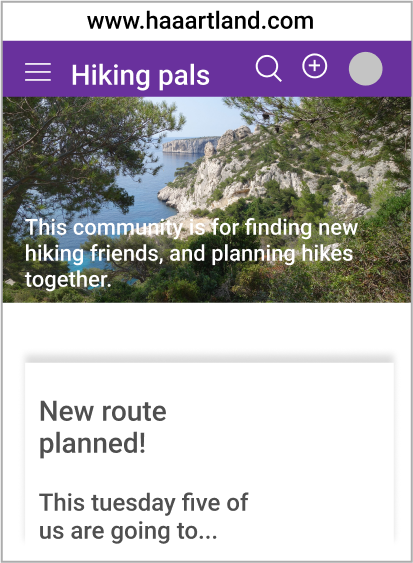 www.haaartland.com
Hiking pals
This community is for finding new
hiking friends, and planning hikes
together.
New route
planned!
This tuesday five of
us are going to...